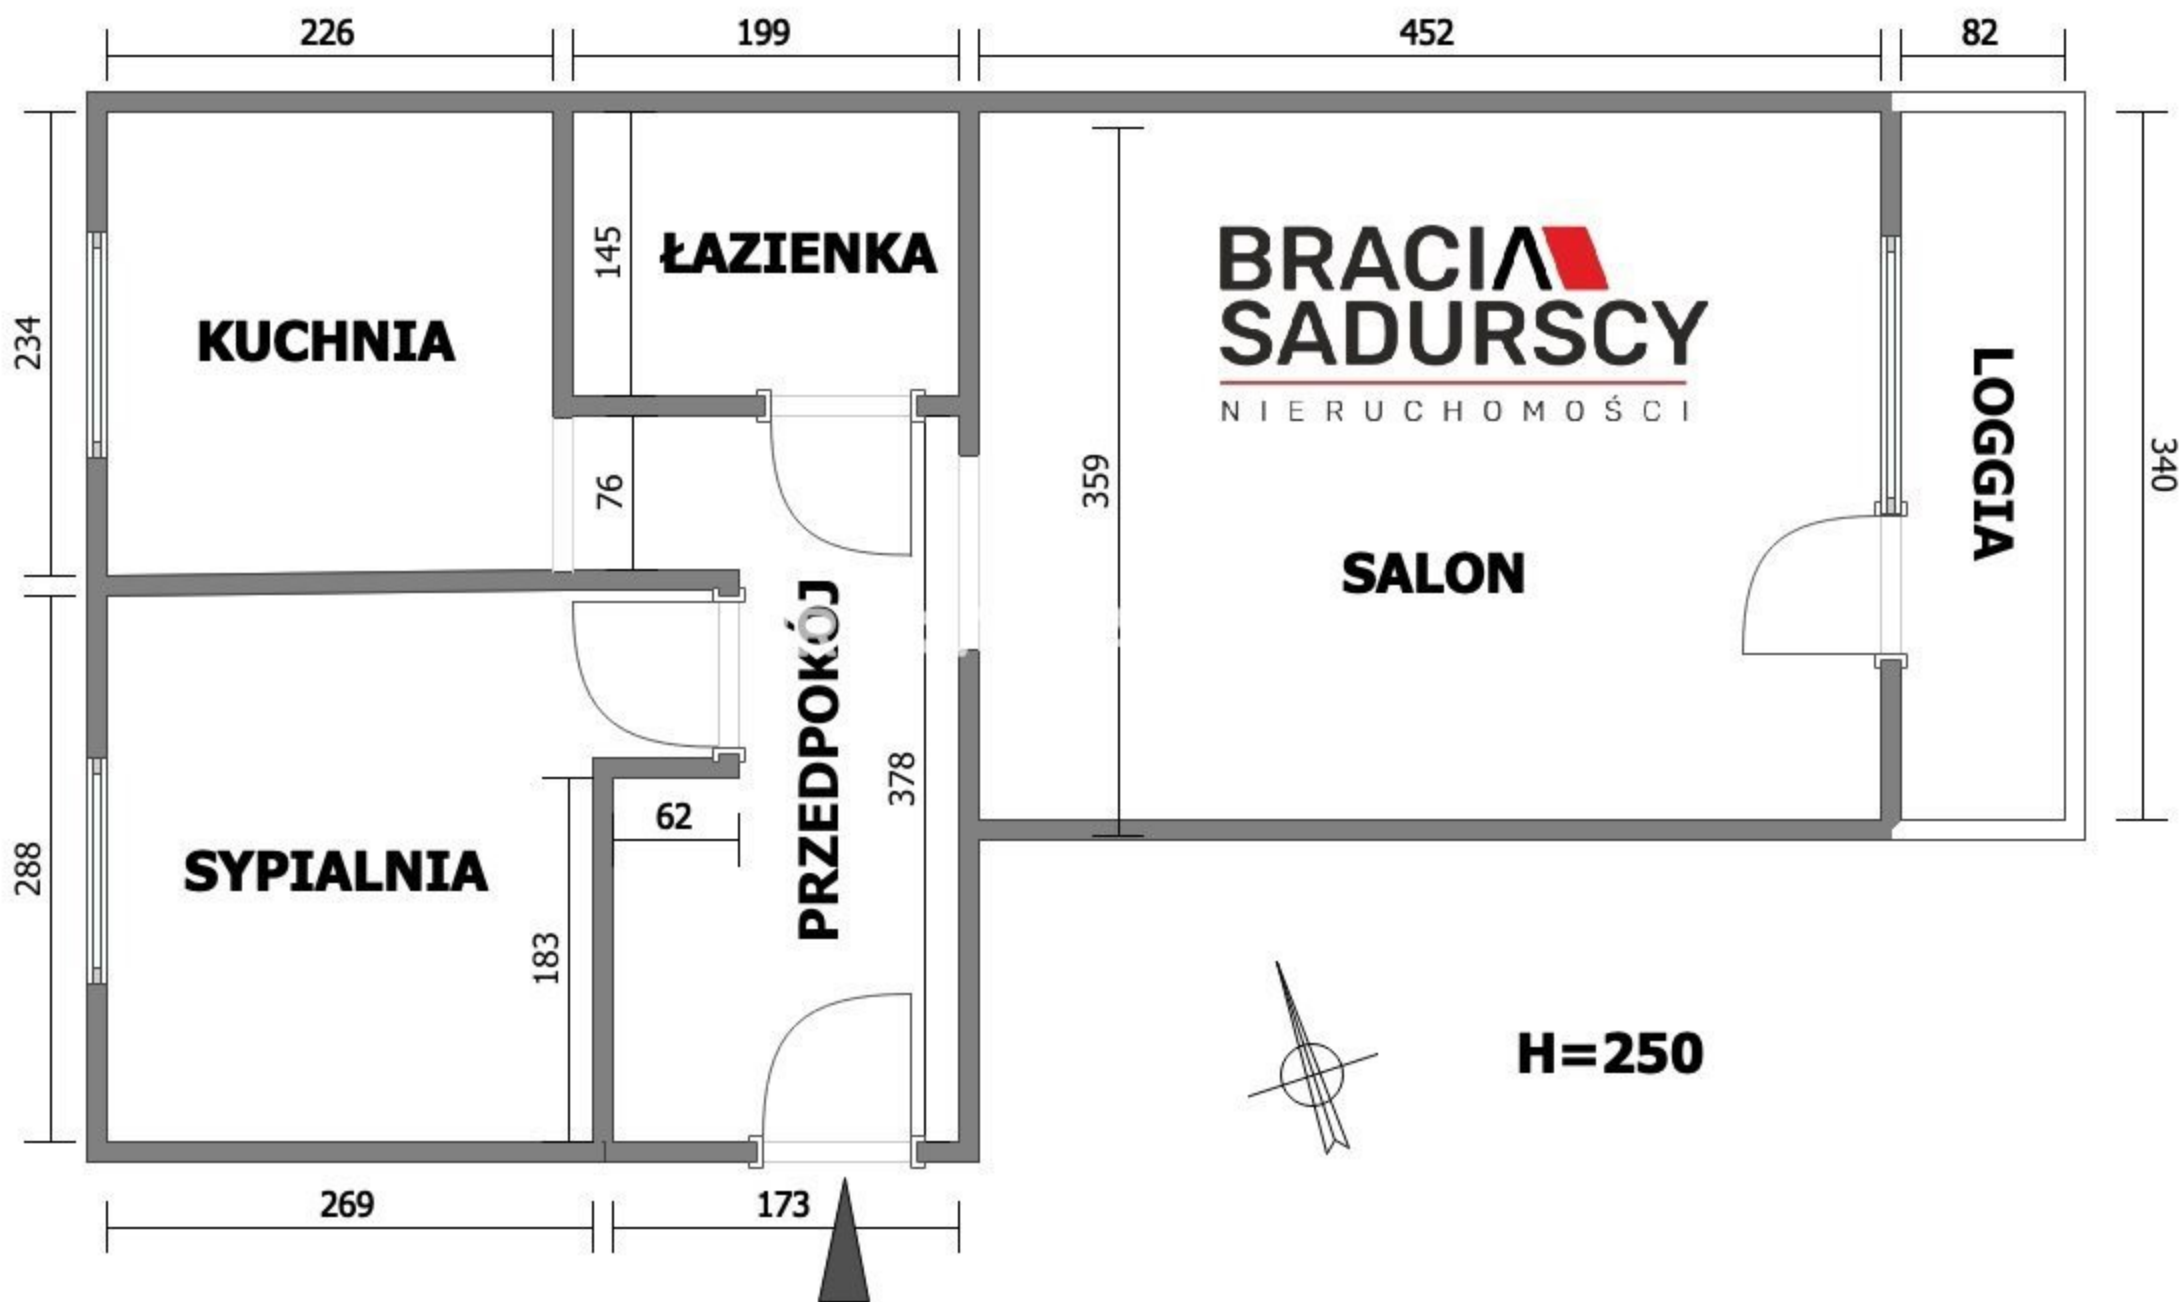 226
199
452
82
ŁAZIENKA
145
BRACIA
SADURSCY
NIERUCHOMOŚCI
KUCHNIA
234
LOGGIA
340
76
359
SALON
PRZEDPOKÓJ
378
62
288
SYPIALNIA
183
H=250
269
173